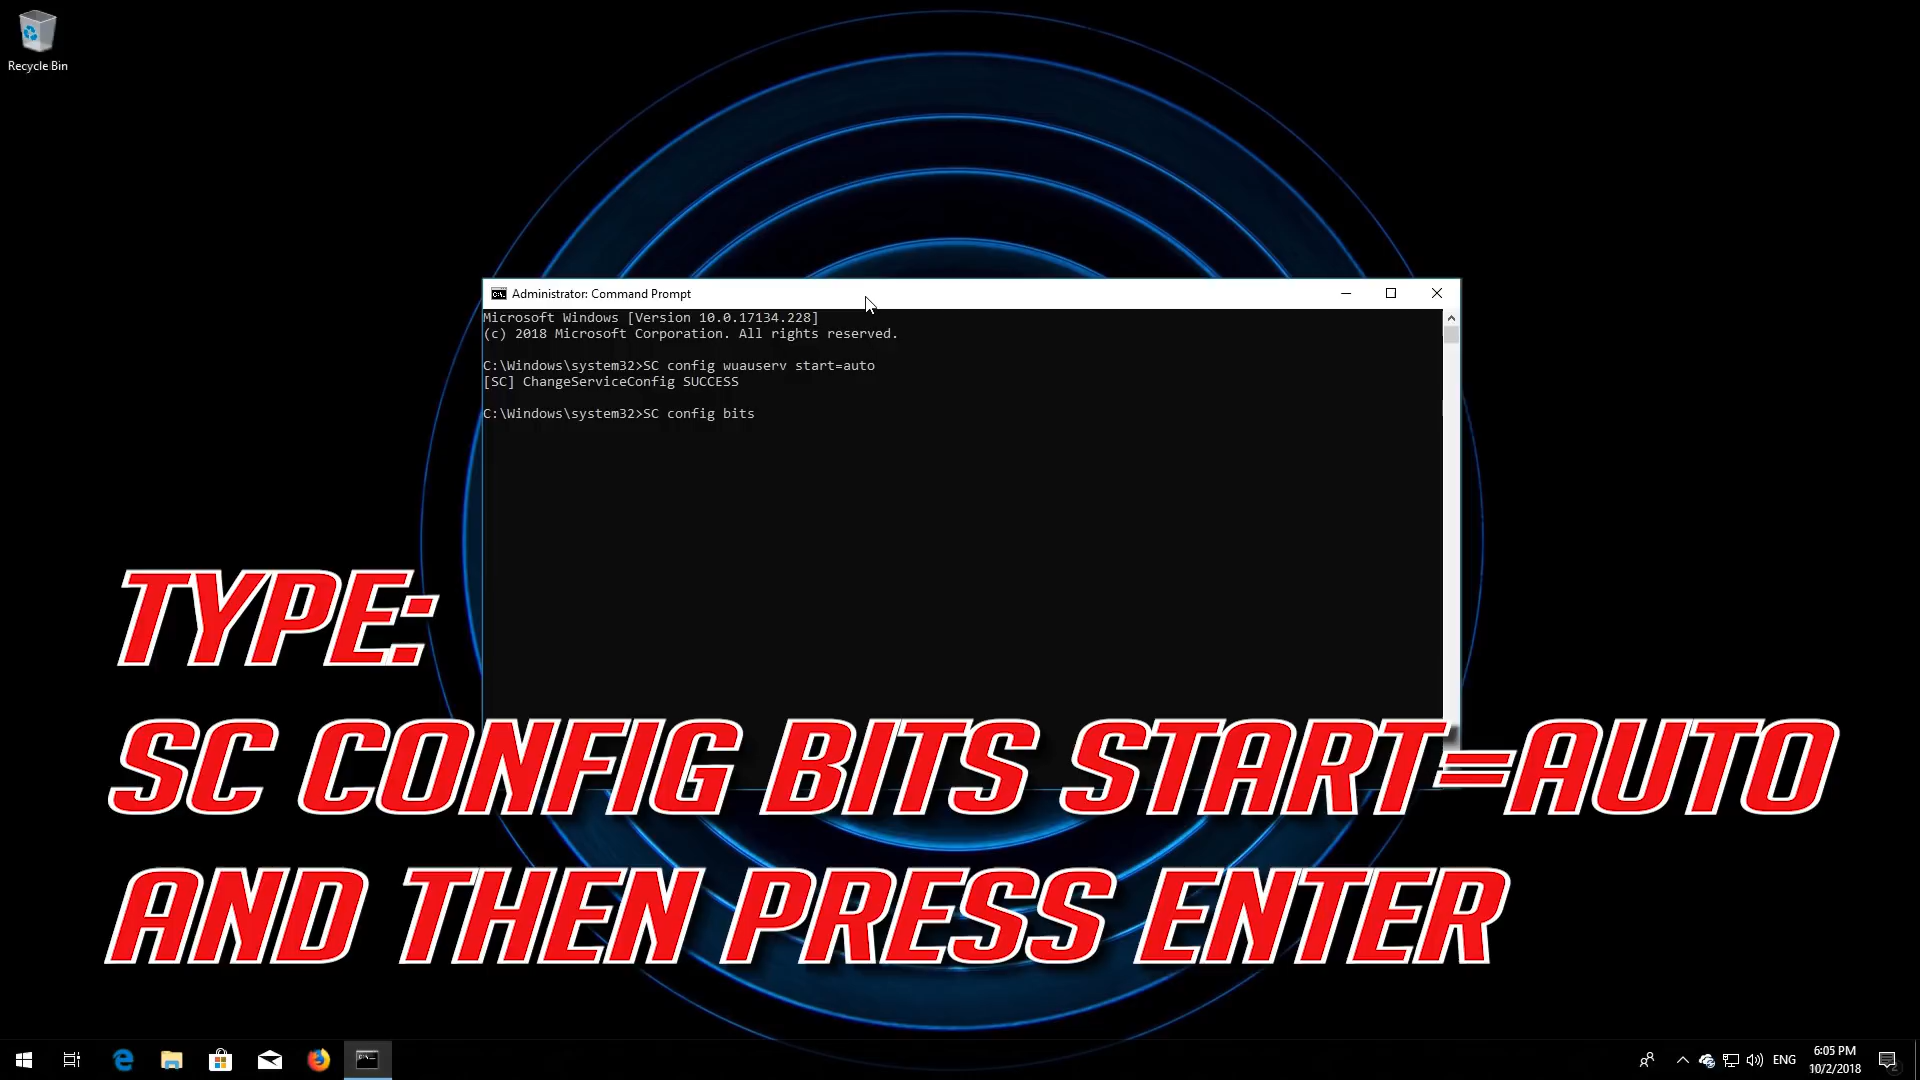 Recycle Bin
Administrator: Command Prompt
Microsoft Windows [Version 10.0.17134.228]
(c) 2018 Microsoft Corporation. All rights reserved.
C:\Windows\system32>SC config wuauserv start=auto
[SC] ChangeServiceConfig SUCCESS
C:\Windows\system32>SC config bits
TYPE:
SC CONFIG BITS START=AUTO
AND THEN PRESS ENTER
ENG
6:05 PM
10/2/2018